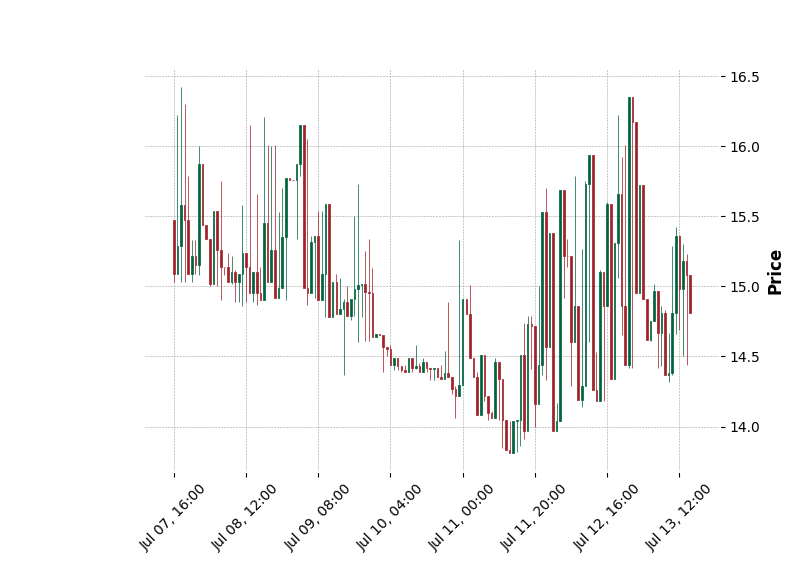 16.5
16.0
15.5
15.0
14.5
14.0
Price
Jul 07, 16:00
Jul 08, 12:00
Jul 09, 08:00
Jul 10, 04:00
Jul 11, 00:00
Jul 11, 20:00
Jul 12, 16:00
Jul 13, 12:00